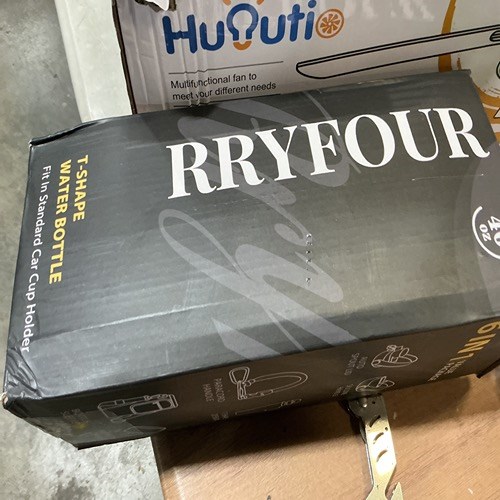 HuQutio
Multifunctional fan to
meet your different needs
RRYFOUR
T-SHAPE
WATER BOTTLE
Fit In Standard Car Cup Holder
40
OZ